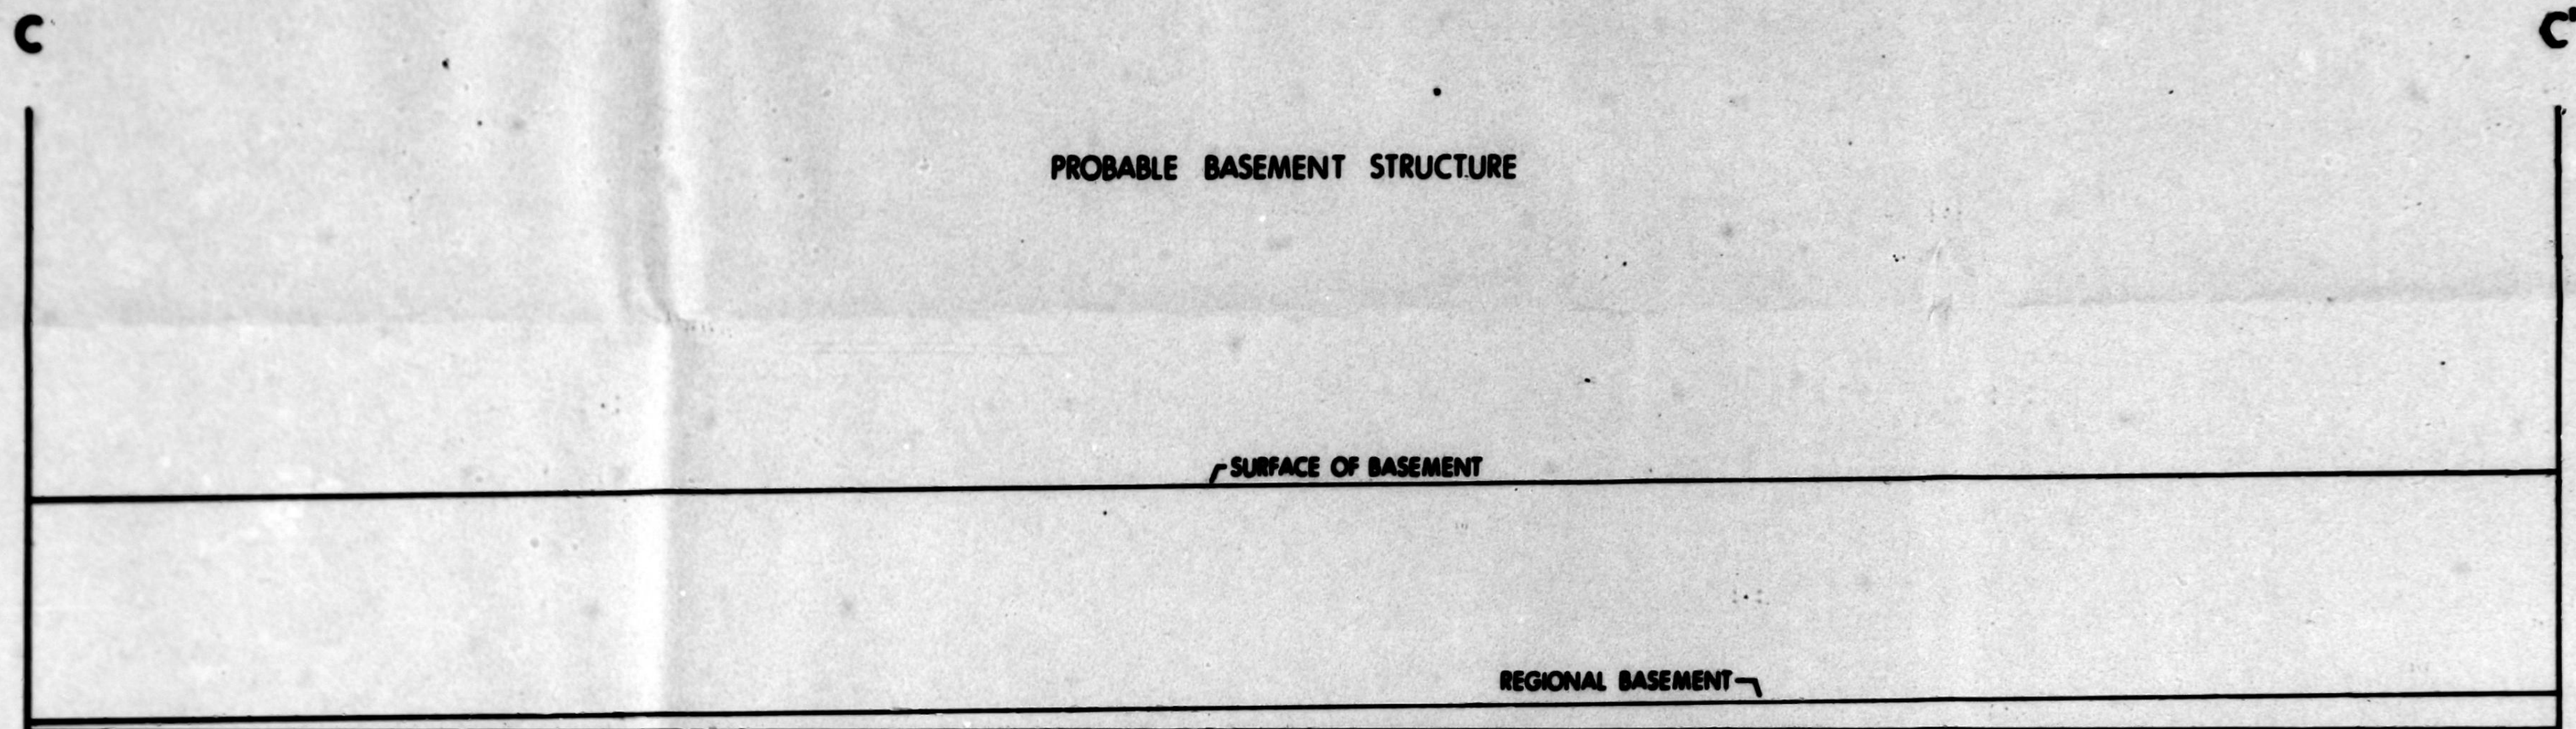 C C'
PROBABLE BASEMENT STRUCTURE
SURFACE OF BASEMENT
REGIONAL BASEMENT